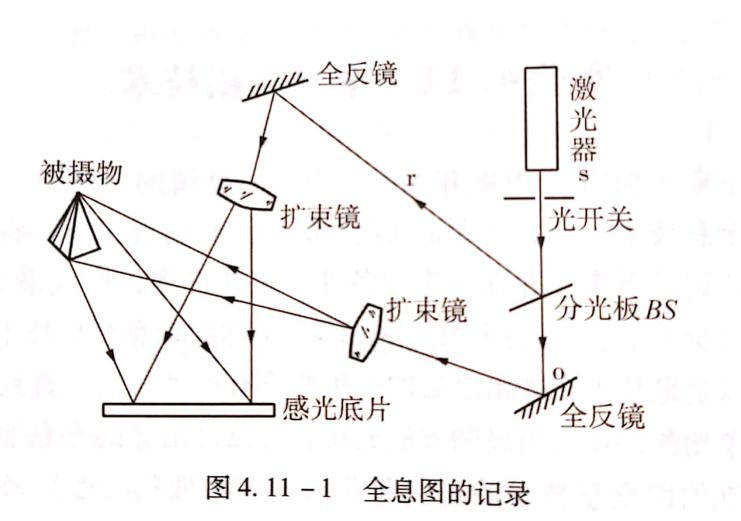 全反镜
激光器
s
被摄物
r
扩束镜
光开关
扩束镜
分光板BS
o
感光底片
全反镜
图4.11-1 全息图的记录